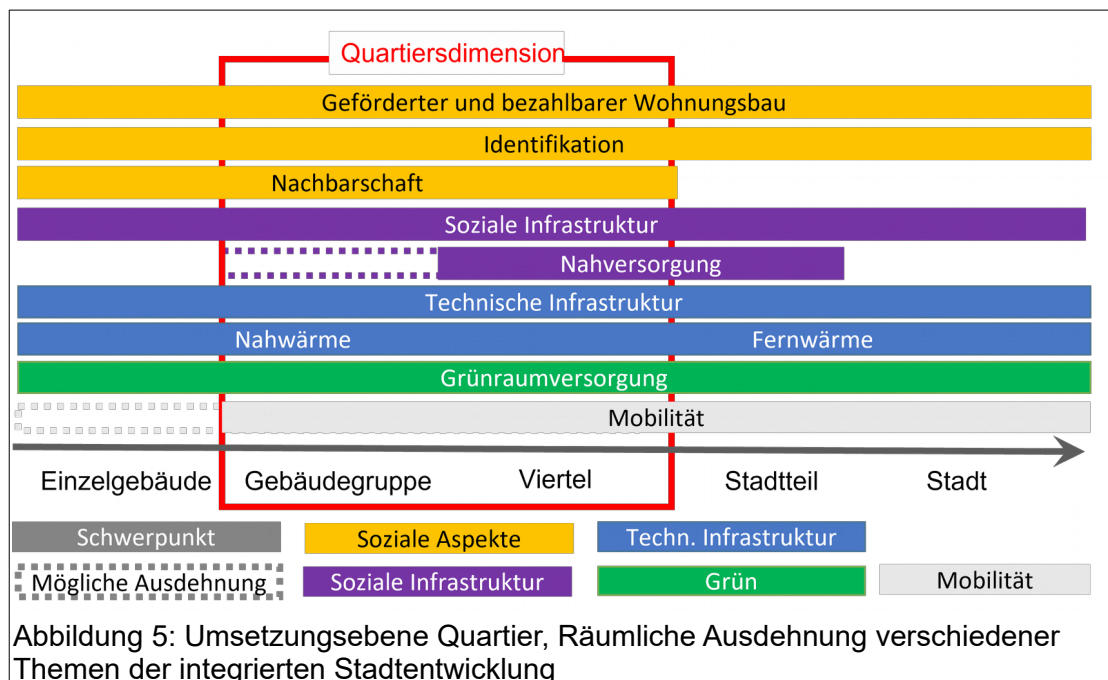 Quartiersdimension
Geförderter und bezahlbarer Wohnungsbau
Identifikation
Nachbarschaft
Soziale Infrastruktur
Nahversorgung
Technische Infrastruktur
Nahwärme Fernwärme
Grünraumversorgung
Mobilität
Einzelgebäude Gebäudegruppe Viertel Stadtteil Stadt
Schwerpunkt Soziale Aspekte Techn. Infrastruktur
Mögliche Ausdehnung Soziale Infrastruktur Grün Mobilität
Abbildung 5: Umsetzungsebene Quartier, Räumliche Ausdehnung verschiedener
Themen der integrierten Stadtentwicklung